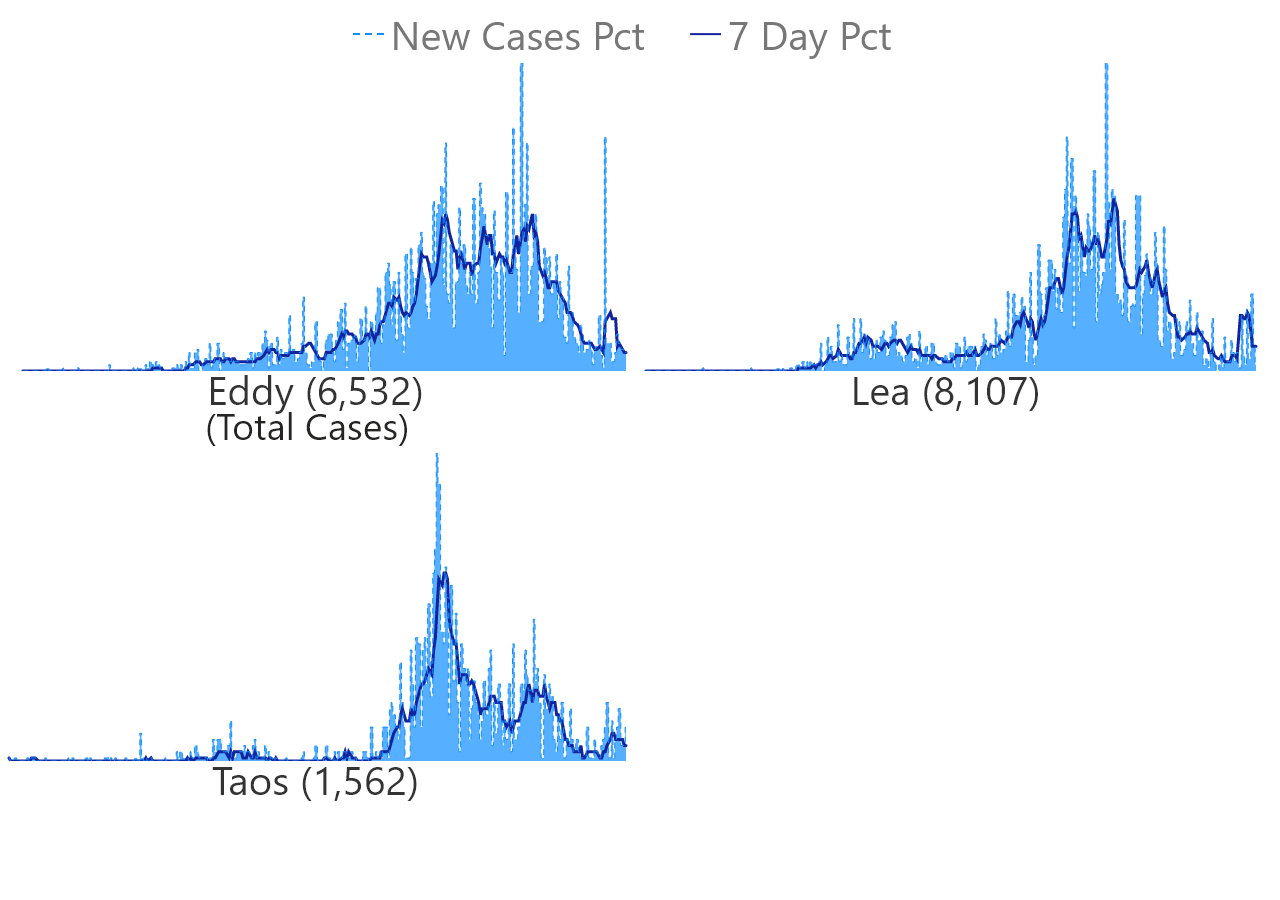 New Cases Pct 7 Day Pct
Eddy (6,532)
(Total Cases)
Lea (8,107)
Taos (1,562)